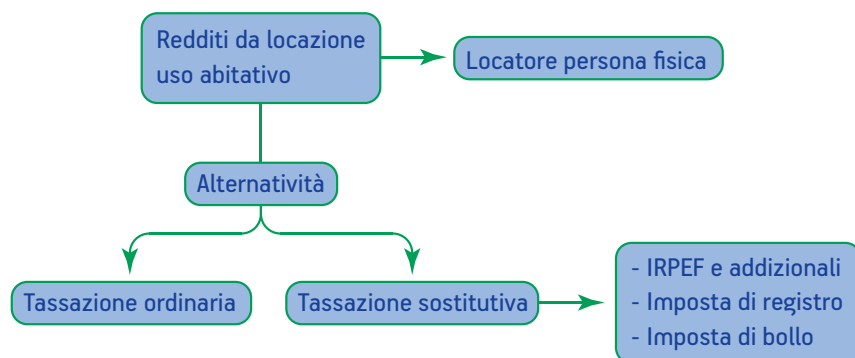 Redditi da locazione
uso abitativo
Locatore persona fisica
Alternatività
Tassazione ordinaria
Tassazione sostitutiva
- IRPEF e addizionali
- Imposta di registro
- Imposta di bollo